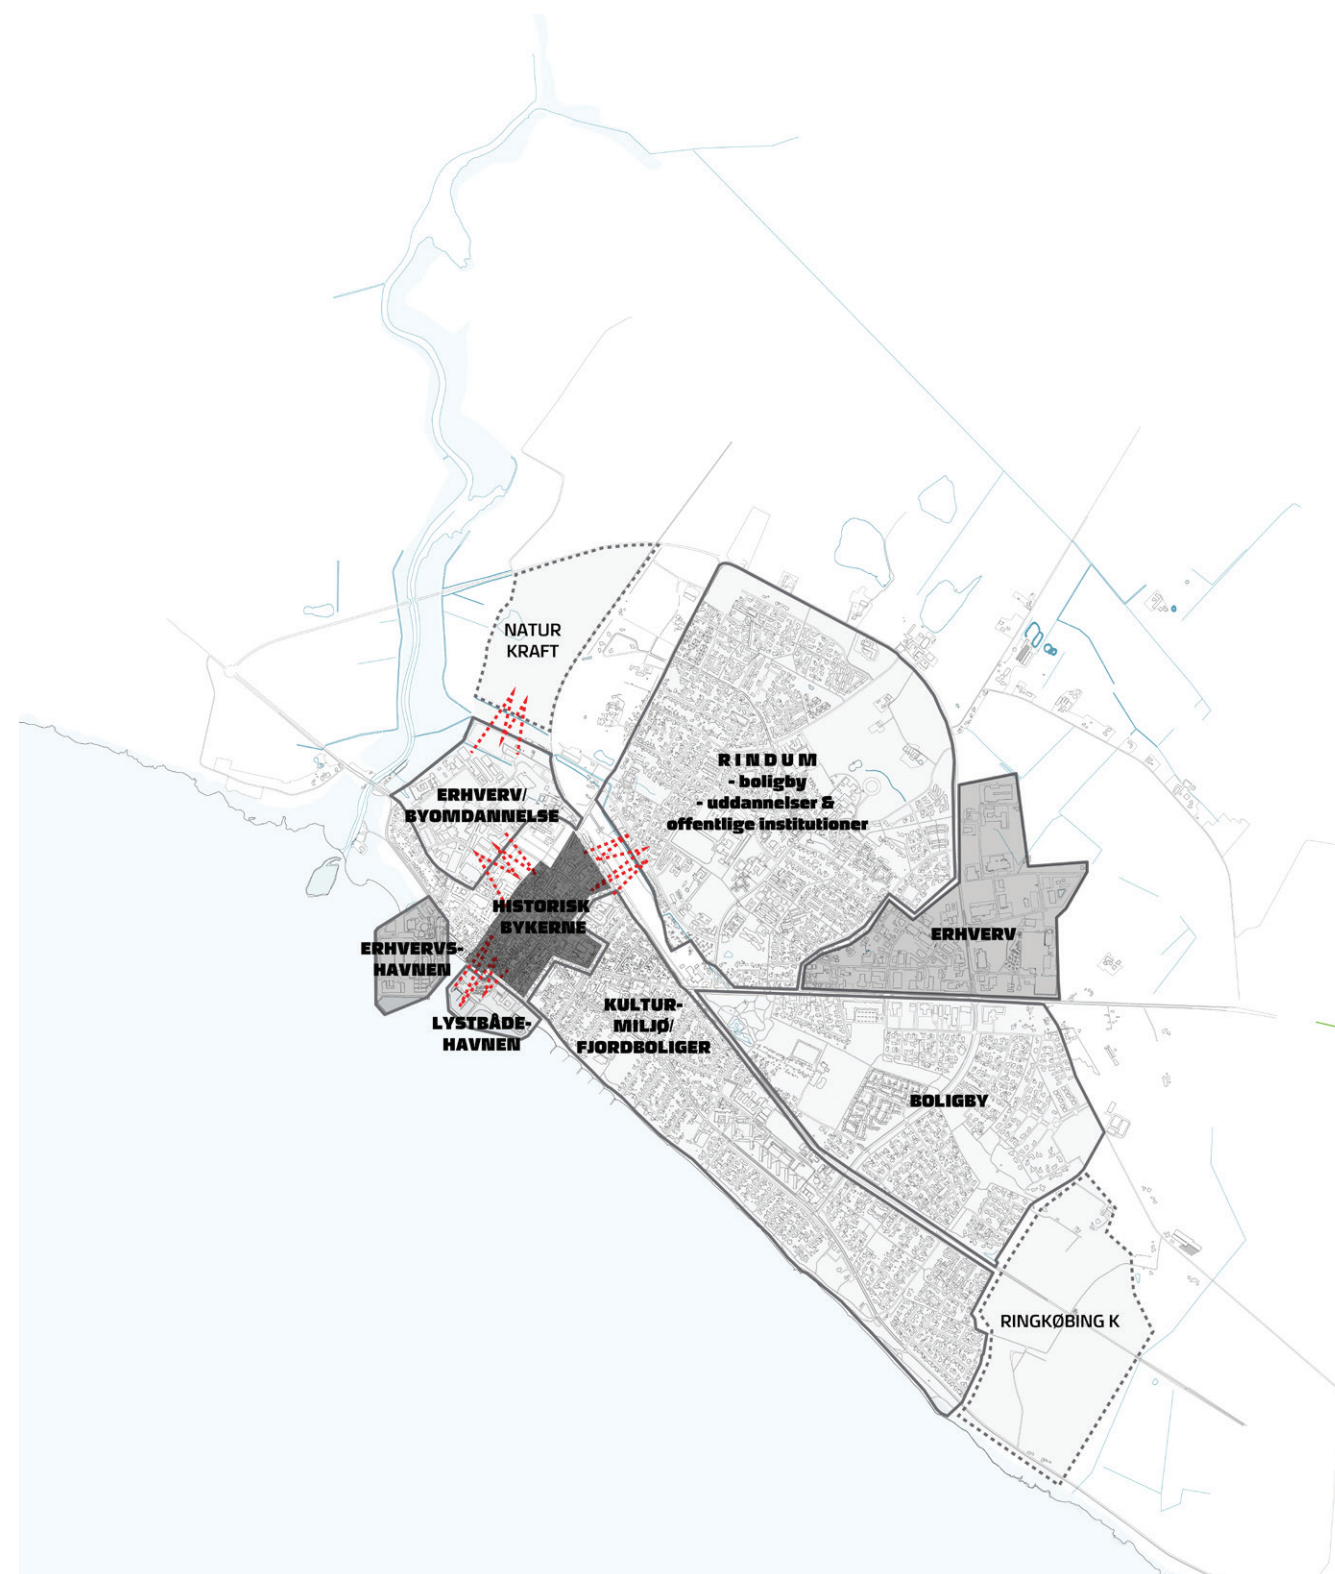 NATUR
KRAFT
RINDUM
- boligby
- uddannelser &
offentlige institutioner
ERHVERV/
BYOMDANNELSE
HISTORISK
BYKERNE
ERHVERV
ERHVERVS-
HAVNEN
LYSTBÅDE-
HAVNEN
KULTUR-
MILJØ/
FJORDBOLIGER
BOLIGBY
RINGKØBING K